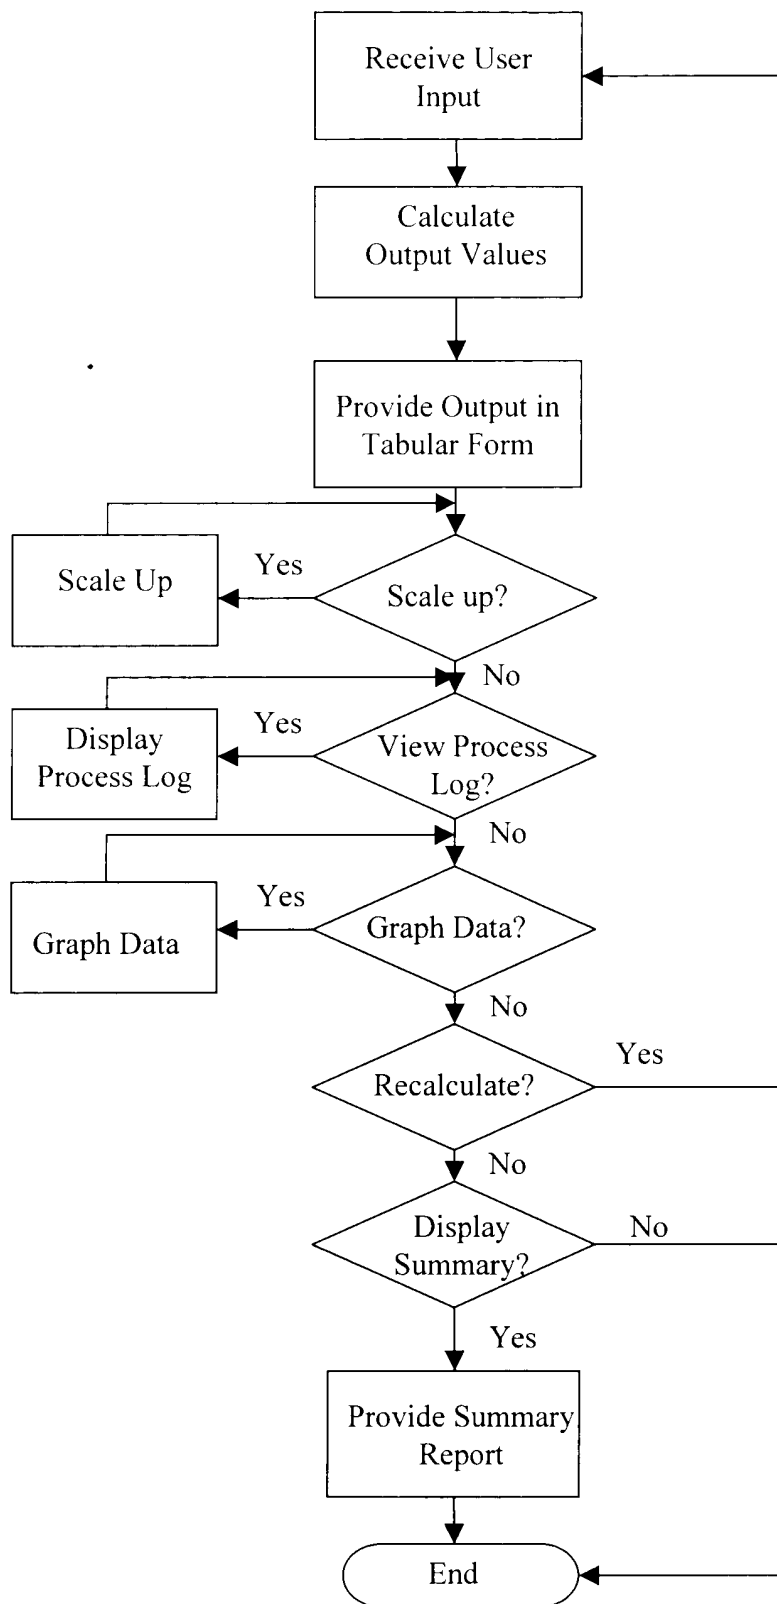 Receive User
Input
Calculate
Output Values
Provide Output in
Tabular Form
Scale Up
Yes
Scale up?
No
Display
Process Log
Yes
View Process
Log?
No
Graph Data
Yes
Graph Data?
No
Recalculate?
Yes
No
Display
Summary?
No
Yes
Provide Summary
Report
End